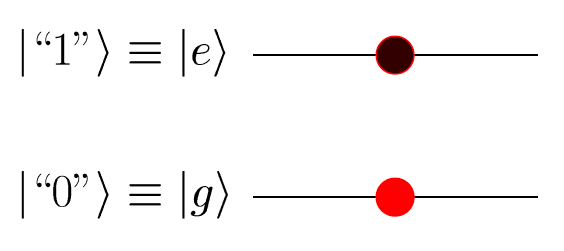 |“1”⟩ ≡ |e⟩
|“0”⟩ ≡ |g⟩